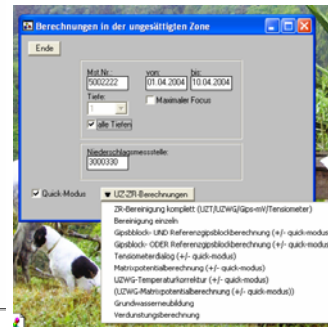 Berechnungen in der ungesättigten Zone
Ende
Mst.Nr.: von: bis:
5002222 01.04.2004 10.04.2004
Tiefe:
1 Maximaler Focus
alle Tiefen
Niederschlagsmessstelle:
3000330
Quick-Modus UZ-ZR-Berechnungen
ZR-Bereinigung komplett (UZT/UZWG/Gips-mV/Tensiometer)
Bereinigung einzeln
Gipsblock- UND Referenzgipsblockberechnung (+/- quick-modus)
Gipsblock- ODER Referenzgipsblockberechnung (+/- quick-modus
Tensiometerdialog (+/- quick-modus)
Matrixpotentialberechnung (+/- quick-modus)
UZWG-Temperaturkorrektur (+/- quick-modus)
(UZWG-Matrixpotentialberechnung (+/- quick-modus))
Grundwasserneubildung
Verdunstungsberechnung